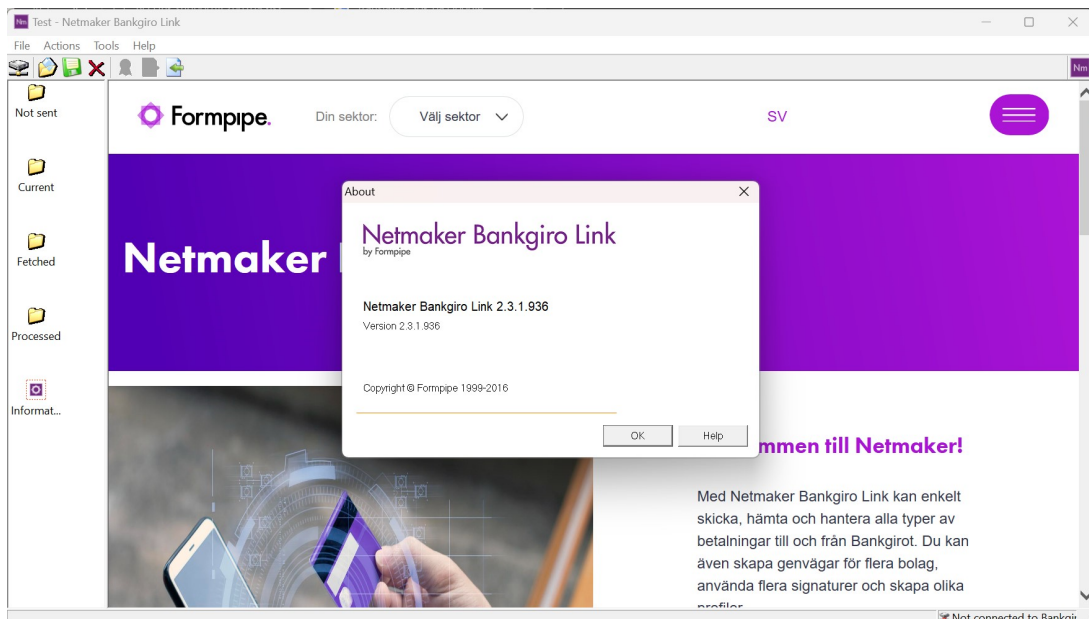 Nm Test - Netmaker Bankgiro Link
File Actions Tools Help
Nm
Not sent
Current
Fetched
Processed
Informat...
Formpipe.
Din sektor:
Välj sektor
SV
Netmaker
About
Netmaker Bankgiro Link
by Formpipe
Netmaker Bankgiro Link 2.3.1.936
Version 2.3.1.936
Copyright © Formpipe 1999-2016
OK
Help
mmen till Netmaker!
Med Netmaker Bankgiro Link kan enkelt
skicka, hämta och hantera alla typer av
betalningar till och från Bankgirot. Du kan
även skapa genvägar för flera bolag,
använda flera signaturer och skapa olika
profiler
Not connected to Bankgir